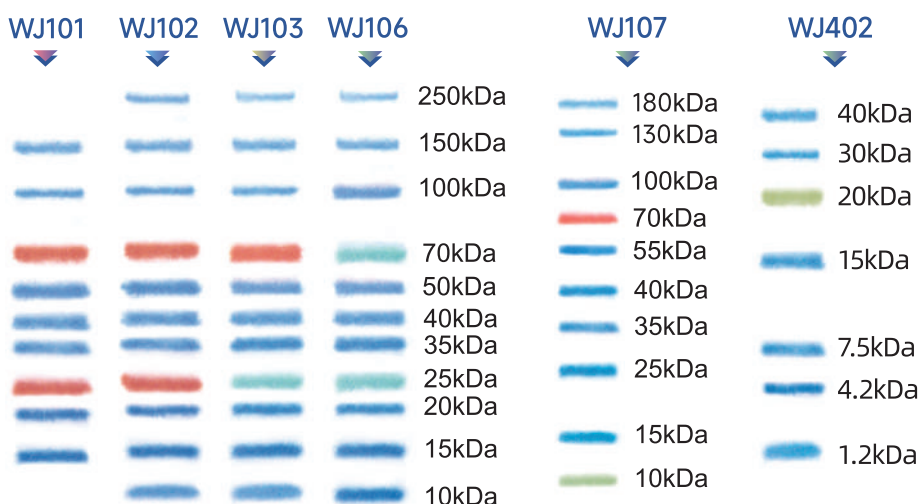 WJ101 WJ102 WJ103 WJ106 WJ107 WJ402
250kDa
150kDa
100kDa
70kDa
50kDa
40kDa
35kDa
25kDa
20kDa
15kDa
10kDa
180kDa
130kDa
100kDa
70kDa
55kDa
40kDa
35kDa
25kDa
15kDa
10kDa
40kDa
30kDa
20kDa
15kDa
7.5kDa
4.2kDa
1.2kDa